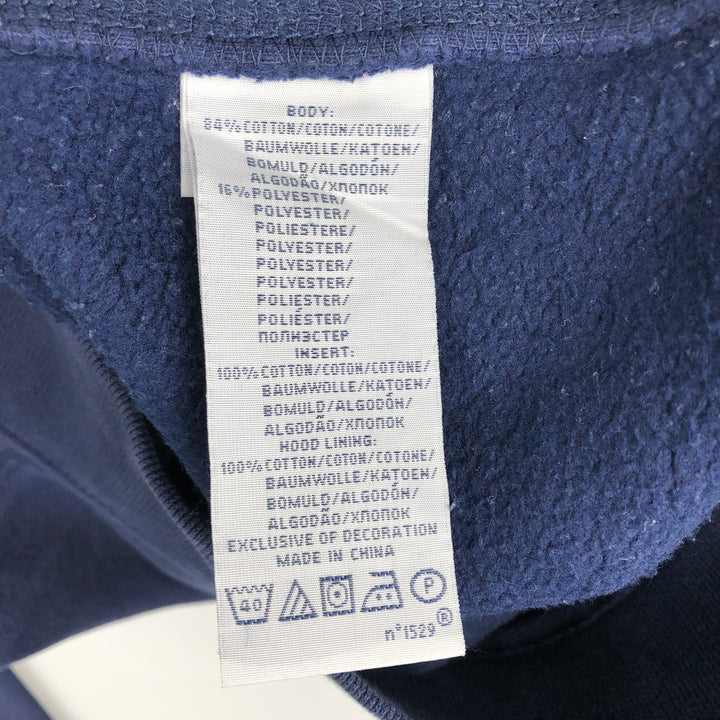 BODY:
84% COTTON/COTON/COTONE/
BAUMWOLLE/KATOEN/
BOMULD/ALGODÓN/
ALGODÃO/ХЛОПОК
16% POLYESTER/
POLYESTER/
POLIESTERE/
POLYESTER/
POLYESTER/
POLYESTER/
POLIESTER/
POLIÉSTER/
ПОЛИЭСТЕР
INSERT:
100% COTTON/COTON/COTONE/
BAUMWOLLE/KATOEN/
BOMULD/ALGODÓN/
ALGODÃO/ХЛОПОК
HOOD LINING:
100% COTTON/COTON/COTONE/
BAUMWOLLE/KATOEN/
BOMULD/ALGODÓN/
ALGODÃO/ХЛОПОК
EXCLUSIVE OF DECORATION
MADE IN CHINA
40 P
n°1529 ®